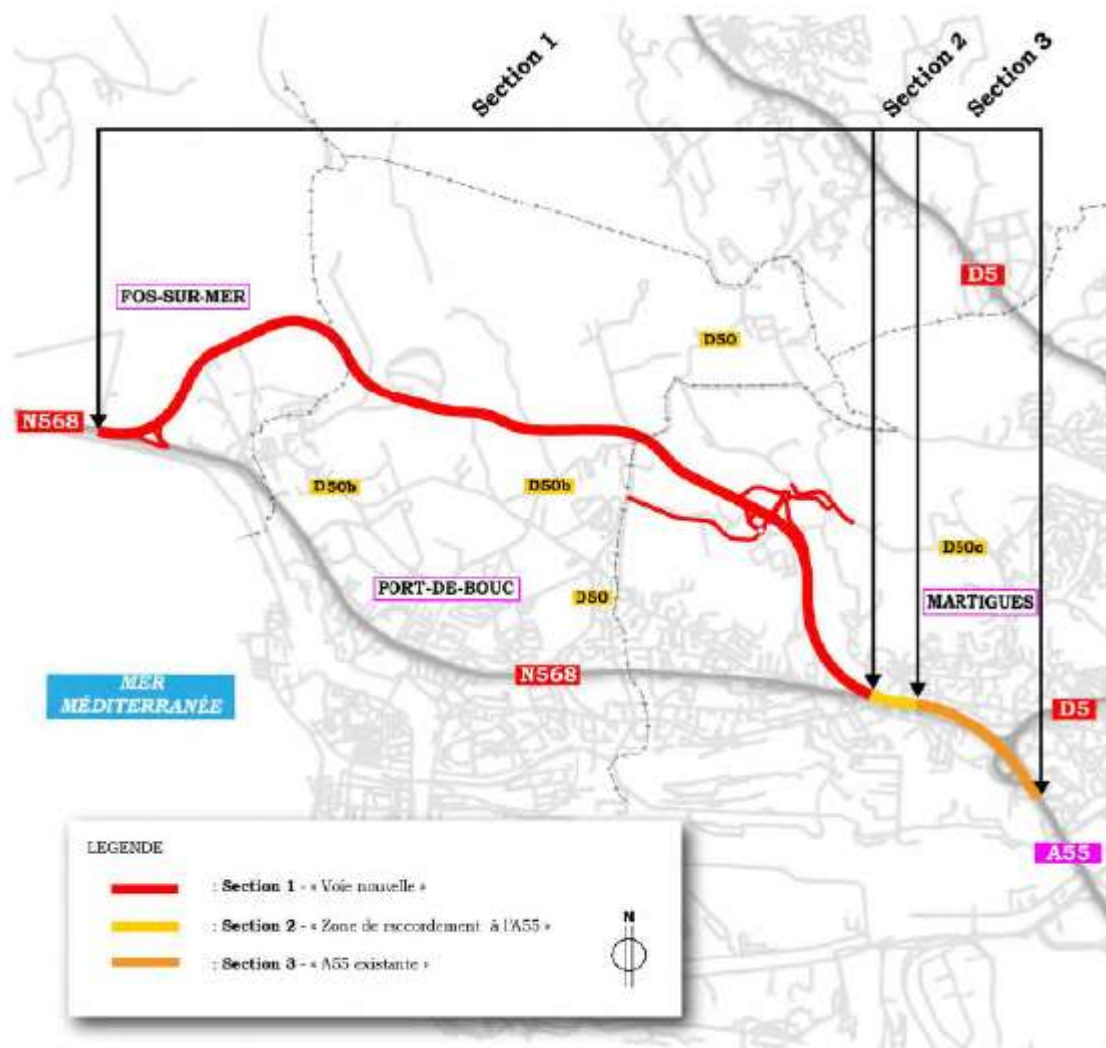 Section 1
Section 2
Section 3
D5
FOS-SUR-MER
D50
N568
D50b
D50b
D50c
PORT-DE-BOUC
D50
MARTIGUES
N568
MER
MÉDITERRANÉE
D5
A55
LEGENDE
: Section 1 - « Voie nouvelle »
: Section 2 - « Zone de raccordement à l'A55 »
: Section 3 - « A55 existante »
N